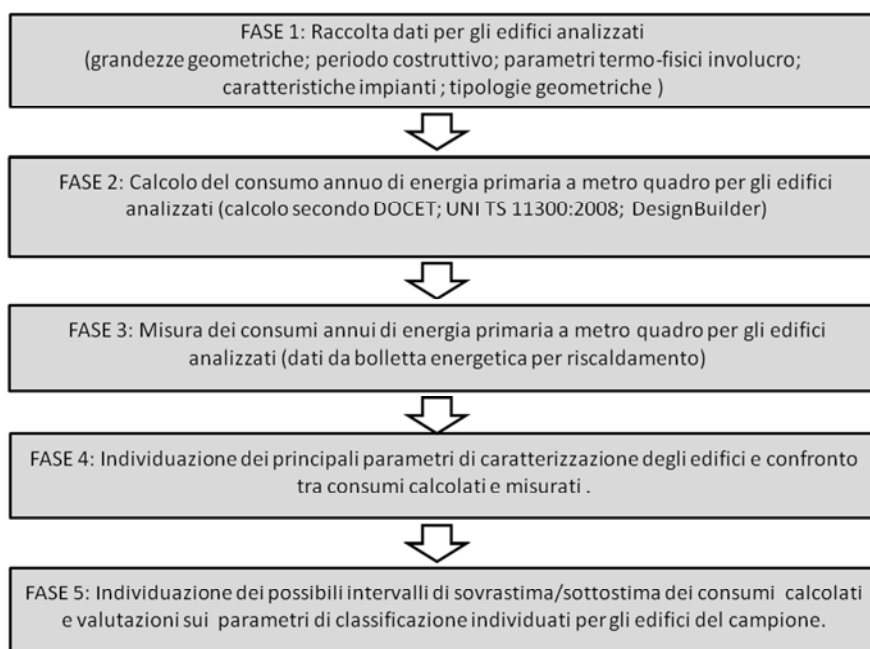 FASE 1: Raccolta dati per gli edifici analizzati
(grandezze geometriche; periodo costruttivo; parametri termo-fisici involucro;
caratteristiche impianti ; tipologie geometriche )
FASE 2: Calcolo del consumo annuo di energia primaria a metro quadro per gli edifici
analizzati (calcolo secondo DOCET; UNI TS 11300:2008; DesignBuilder)
FASE 3: Misura dei consumi annui di energia primaria a metro quadro per gli edifici
analizzati (dati da bolletta energetica per riscaldamento)
FASE 4: Individuazione dei principali parametri di caratterizzazione degli edifici e confronto
tra consumi calcolati e misurati .
FASE 5: Individuazione dei possibili intervalli di sovrastima/sottostima dei consumi calcolati
e valutazioni sui parametri di classificazione individuati per gli edifici del campione.